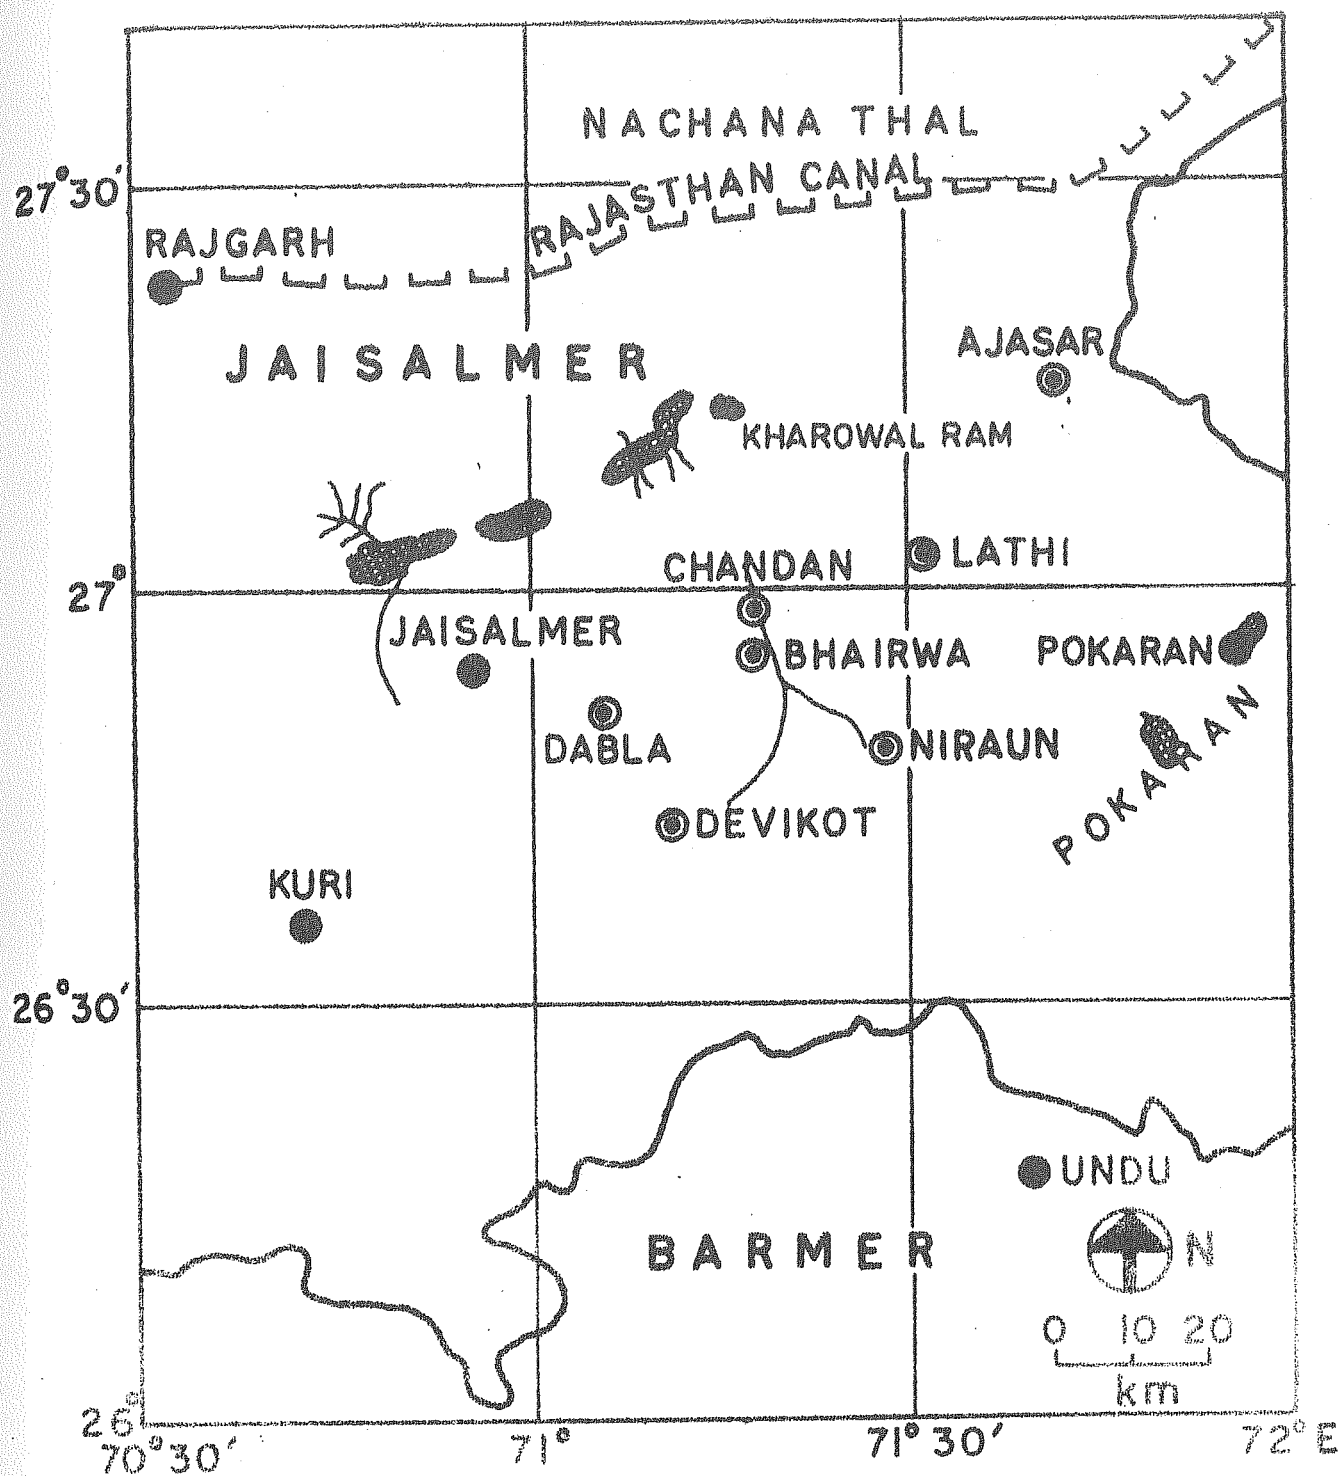 NACHANA THAL
27°30'
RAJASTHAN CANAL
RAJGARH
JAISALMER
AJASAR
KHAROWAL RAM
CHANDAN
LATHI
27°
JAISALMER
BHAIRWA
POKARAN
DABLA
NIRAUN
POKARAN
DEVIKOT
KURI
26°30'
UNDU
BARMER
N
0 10 20
km
26°
70°30'
71°
71°30'
72°E